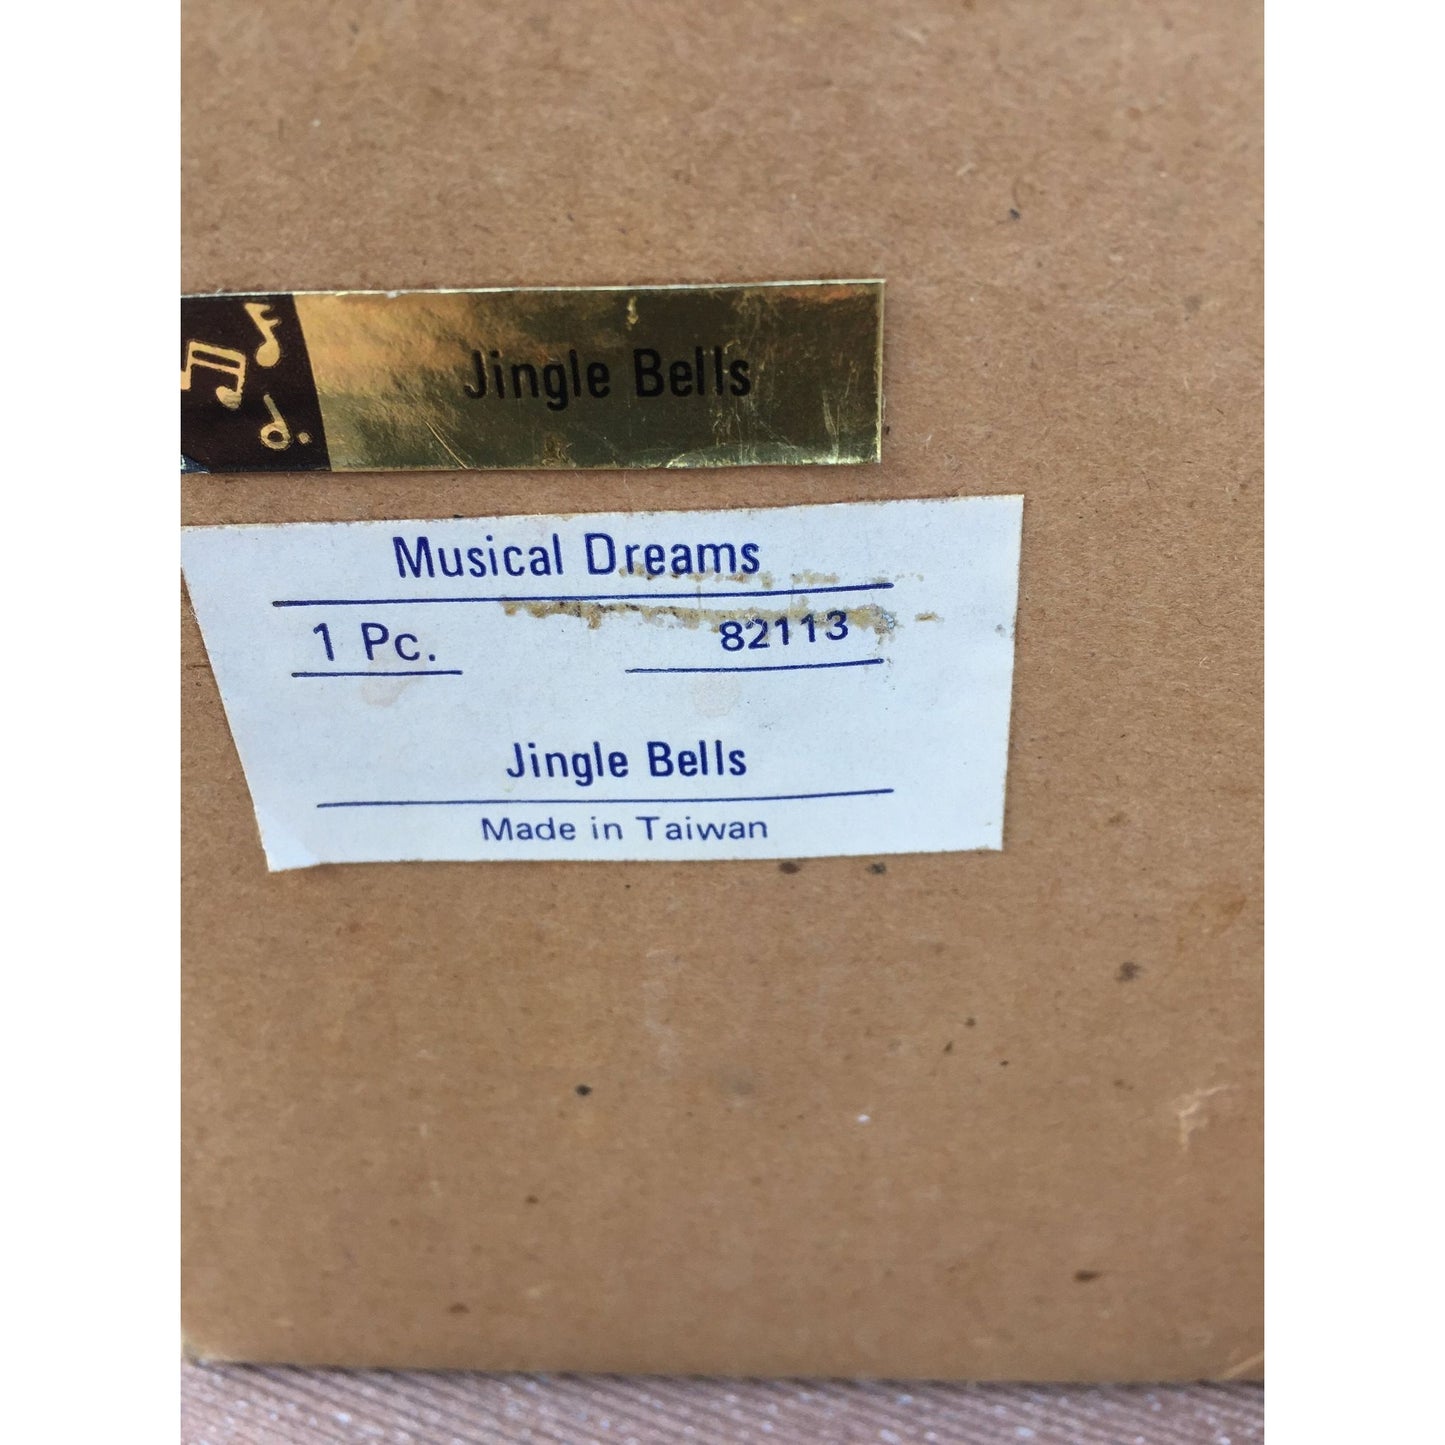 Jingle Bells
Musical Dreams
1 Pc. 82113
Jingle Bells
Made in Taiwan